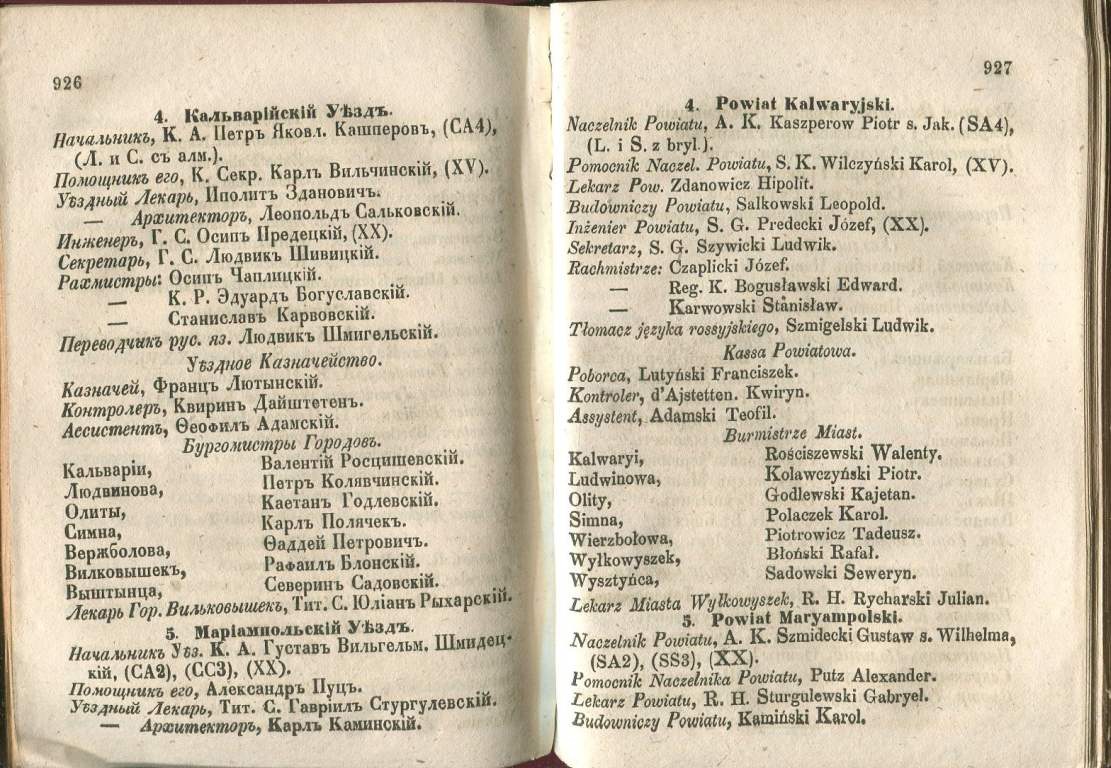 926
4. Кальварійскій Уѣздъ.
Начальникъ, К. А. Петръ Яковл. Кашперовъ, (СА4),
(Л. и С. съ алм.).
Помощникъ его, К. Секр. Карлъ Вильчинскій, (XV).
Уѣздный Лекарь, Иполитъ Здановичъ.
— Архитекторъ, Леопольдъ Сальковскій.
Инженеръ, Г. С. Осипъ Предецкій, (XX).
Секретарь, Г. С. Людвикъ Шивицкій.
Рахмистры: Осипъ Чаплицкій.
— К. Р. Эдуардъ Богуславскій.
— Станиславъ Карвовскій.
Переводчикъ рус. яз. Людвикъ Шмигельскій.
Уѣздное Казначейство.
Казначей, Францъ Лютынскій.
Контролеръ, Квиринъ Дайштетенъ.
Ассистентъ, Ѳеофилъ Адамскій.
Бургомистры Городовъ.
Кальваріи, Валентій Росцишевскій.
Людвинова, Петръ Колявчинскій.
Олиты, Каетанъ Годлевскій.
Симна, Карлъ Полячекъ.
Вержболова, Ѳаддей Петровичъ.
Вилковышекъ, Рафаилъ Блонскій.
Выштынца, Северинъ Садовскій.
Лекарь Гор. Вильковышекъ, Тит. С. Юліанъ Рыхарскій.
5. Маріампольскій Уѣздъ.
Начальникъ Уѣз. К. А. Густавъ Вильгельм. Шмидец-
кій, (СА2), (СС3), (XX).
Помощникъ его, Александръ Пуцъ.
Уѣздный Лекарь, Тит. С. Гавріилъ Стургулевскій.
— Архитекторъ, Карлъ Каминскій.
927
4. Powiat Kalwaryjski.
Naczelnik Powiatu, A. K. Kaszperow Piotr s. Jak. (SA4),
(L. i S. z bryl.).
Pomocnik Naczel. Powiatu, S. K. Wilczyński Karol, (XV).
Lekarz Pow. Zdanowicz Hipolit.
Budowniczy Powiatu, Salkowski Leopold.
Inżenier Powiatu, S. G. Predecki Józef, (XX).
Sekretarz, S. G. Szywicki Ludwik.
Rachmistrze: Czaplicki Józef.
— Reg. K. Bogusławski Edward.
— Karwowski Stanisław.
Tłomacz języka rossyjskiego, Szmigelski Ludwik.
Kassa Powiatowa.
Poborca, Lutyński Franciszek.
Kontroler, d'Ajstetten. Kwiryn.
Assystent, Adamski Teofil.
Burmistrze Miast.
Kalwaryi, Rościszewski Walenty.
Ludwinowa, Kolawczyński Piotr.
Olity, Godlewski Kajetan.
Simna, Polaczek Karol.
Wierzbołowa, Piotrowicz Tadeusz.
Wyłkowyszek, Błoński Rafał.
Wysztyńca, Sadowski Seweryn.
Lekarz Miasta Wyłkowyszek, R. H. Rycharski Julian.
5. Powiat Maryampolski.
Naczelnik Powiatu, A. K. Szmidecki Gustaw s. Wilhelma,
(SA2), (SS3), (XX).
Pomocnik Naczelnika Powiatu, Putz Alexander.
Lekarz Powiatu, R. H. Sturgulewski Gabryel.
Budowniczy Powiatu, Kamiński Karol.